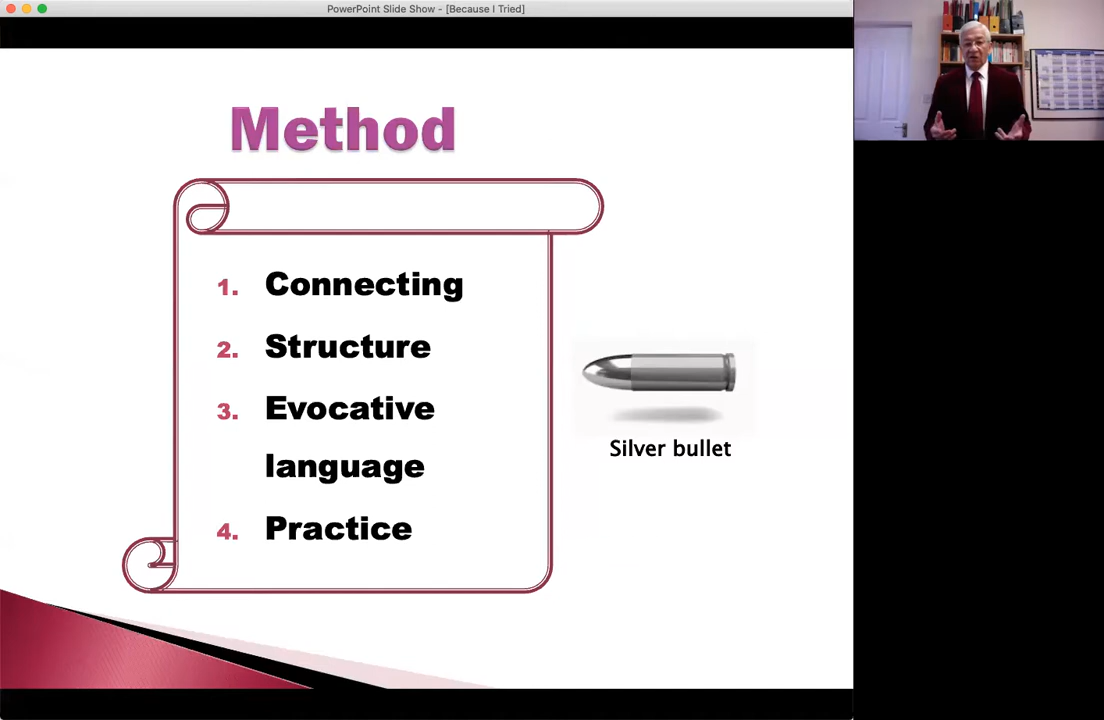 PowerPoint Slide Show - [Because I Tried]
Method
1. Connecting
2. Structure
3. Evocative
language
4. Practice
Silver bullet